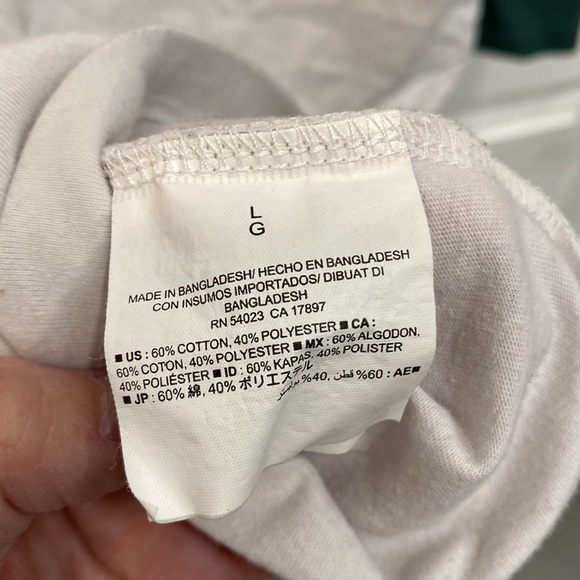 L
G
MADE IN BANGLADESH/ HECHO EN BANGLADESH
CON INSUMOS IMPORTADOS/ DIBUAT DI
BANGLADESH
RN 54023 CA 17897
■ US : 60% COTTON, 40% POLYESTER ■ CA :
60% COTON, 40% POLYESTER ■ MX : 60% ALGODON,
40% POLIÉSTER ■ ID : 60% KAPAS, 40% POLISTER
■ JP : 60% 綿, 40% ポリエステル
■ AE : 60% قطن, 40% بوليستر